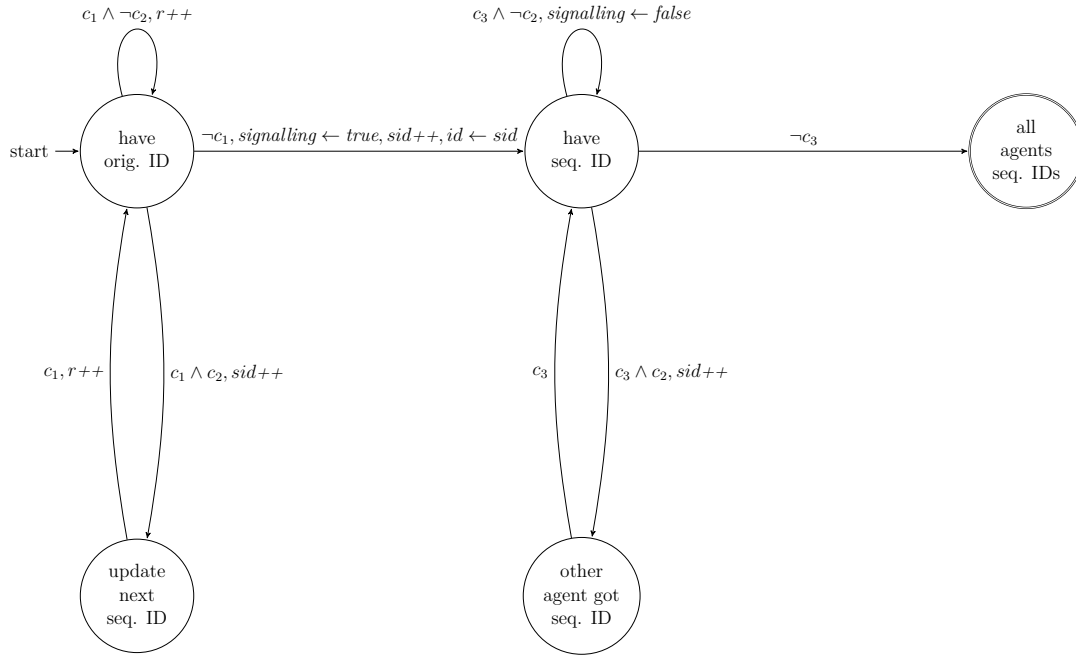 c₁ ∧ ¬c₂, r++
c₃ ∧ ¬c₂, signalling ← false
start
have
orig. ID
¬c₁, signalling ← true, sid++, id ← sid
have
seq. ID
¬c₃
all
agents
seq. IDs
c₁, r++
c₁ ∧ c₂, sid++
c₃
c₃ ∧ c₂, sid++
update
next
seq. ID
other
agent got
seq. ID